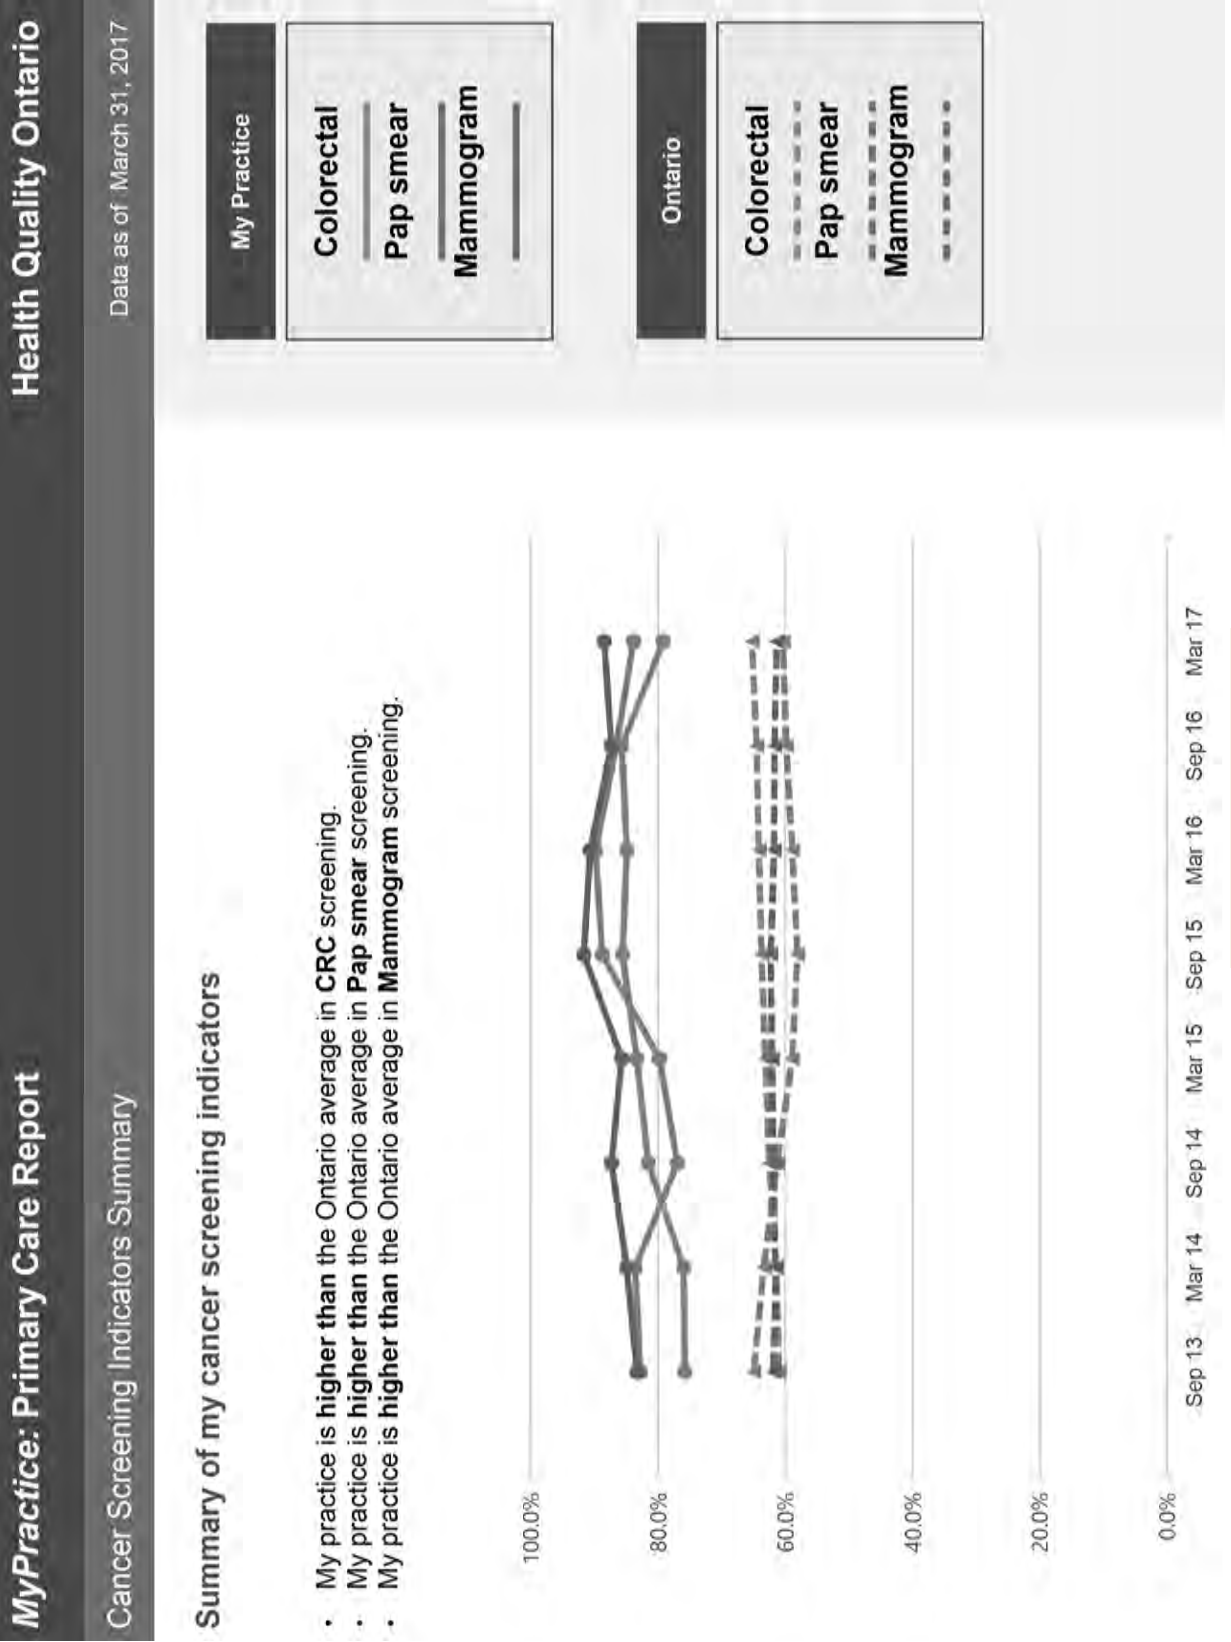 MyPractice: Primary Care Report
Health Quality Ontario
Cancer Screening Indicators Summary
Data as of March 31, 2017
Summary of my cancer screening indicators
· My practice is higher than the Ontario average in CRC screening.
· My practice is higher than the Ontario average in Pap smear screening.
· My practice is higher than the Ontario average in Mammogram screening.
100.0%
80.0%
60.0%
40.0%
20.0%
0.0%
Sep 13 Mar 14 Sep 14 Mar 15 Sep 15 Mar 16 Sep 16 Mar 17
My Practice
Colorectal
Pap smear
Mammogram
Ontario
Colorectal
Pap smear
Mammogram